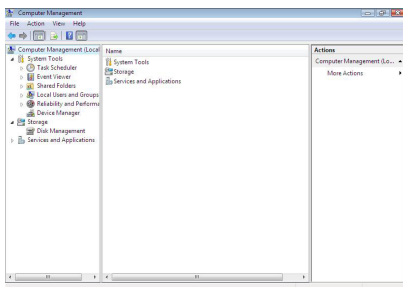 Computer Management
File Action View Help
Computer Management (Local
System Tools
Task Scheduler
Event Viewer
Shared Folders
Local Users and Groups
Reliability and Performa
Device Manager
Storage
Disk Management
Services and Applications
Name
System Tools
Storage
Services and Applications
Actions
Computer Management (Lo...
More Actions